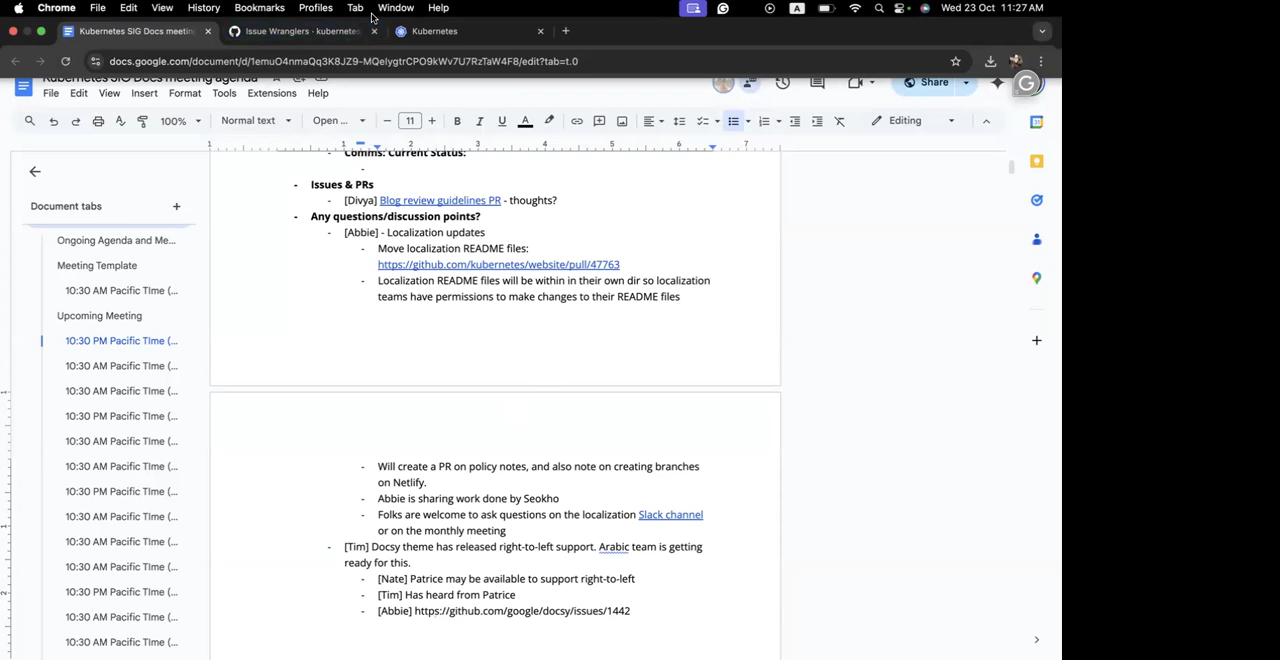 Chrome File Edit View History Bookmarks Profiles Tab Window Help A Wed 23 Oct 11:27 AM
Kubernetes SIG Docs meetin Issue Wranglers · kubernetes Kubernetes
docs.google.com/document/d/1emuO4nmaQq3K8JZ9-MQelygtrCPO9kWv7U7RzTaW4F8/edit?tab=t.0
Kubernetes SIG Docs meeting agenda
File Edit View Insert Format Tools Extensions Help Share
100% Normal text Open ... 11 B I U A Editing
1 1 2 3 4 5 6 7
Comms: Current Status:
-
- Issues & PRs
- [Divya] Blog review guidelines PR - thoughts?
- Any questions/discussion points?
- [Abbie] - Localization updates
- Move localization README files:
https://github.com/kubernetes/website/pull/47763
- Localization README files will be within in their own dir so localization
teams have permissions to make changes to their README files
- Will create a PR on policy notes, and also note on creating branches
on Netlify.
- Abbie is sharing work done by Seokho
- Folks are welcome to ask questions on the localization Slack channel
or on the monthly meeting
- [Tim] Docsy theme has released right-to-left support. Arabic team is getting
ready for this.
- [Nate] Patrice may be available to support right-to-left
- [Tim] Has heard from Patrice
- [Abbie] https://github.com/google/docsy/issues/1442
Document tabs
Ongoing Agenda and Me...
Meeting Template
10:30 AM Pacific TIme (...
Upcoming Meeting
10:30 PM Pacific TIme (...
10:30 AM Pacific TIme (...
10:30 AM Pacific TIme (...
10:30 PM Pacific TIme (...
10:30 AM Pacific TIme (...
10:30 AM Pacific TIme (...
10:30 PM Pacific TIme (...
10:30 AM Pacific TIme (...
10:30 AM Pacific TIme (...
10:30 AM Pacific TIme (...
10:30 PM Pacific TIme (...
10:30 AM Pacific TIme (...
10:30 AM Pacific TIme (...